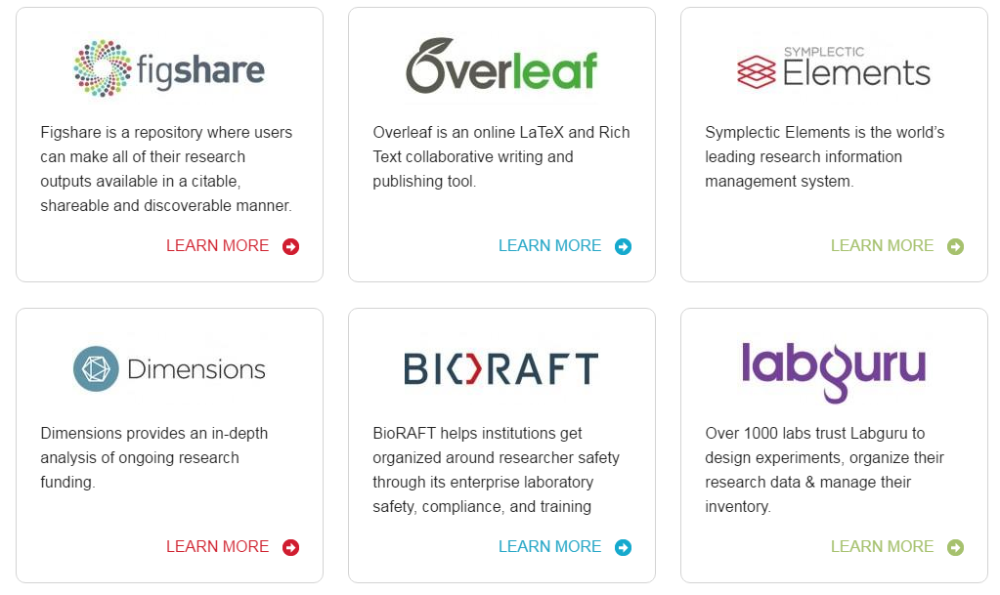 figshare
Figshare is a repository where users
can make all of their research
outputs available in a citable,
shareable and discoverable manner.
LEARN MORE
Overleaf
Overleaf is an online LaTeX and Rich
Text collaborative writing and
publishing tool.
LEARN MORE
SYMPLECTIC
Elements
Symplectic Elements is the world’s
leading research information
management system.
LEARN MORE
Dimensions
Dimensions provides an in-depth
analysis of ongoing research
funding.
LEARN MORE
BIORAFT
BioRAFT helps institutions get
organized around researcher safety
through its enterprise laboratory
safety, compliance, and training
LEARN MORE
labguru
Over 1000 labs trust Labguru to
design experiments, organize their
research data & manage their
inventory.
LEARN MORE